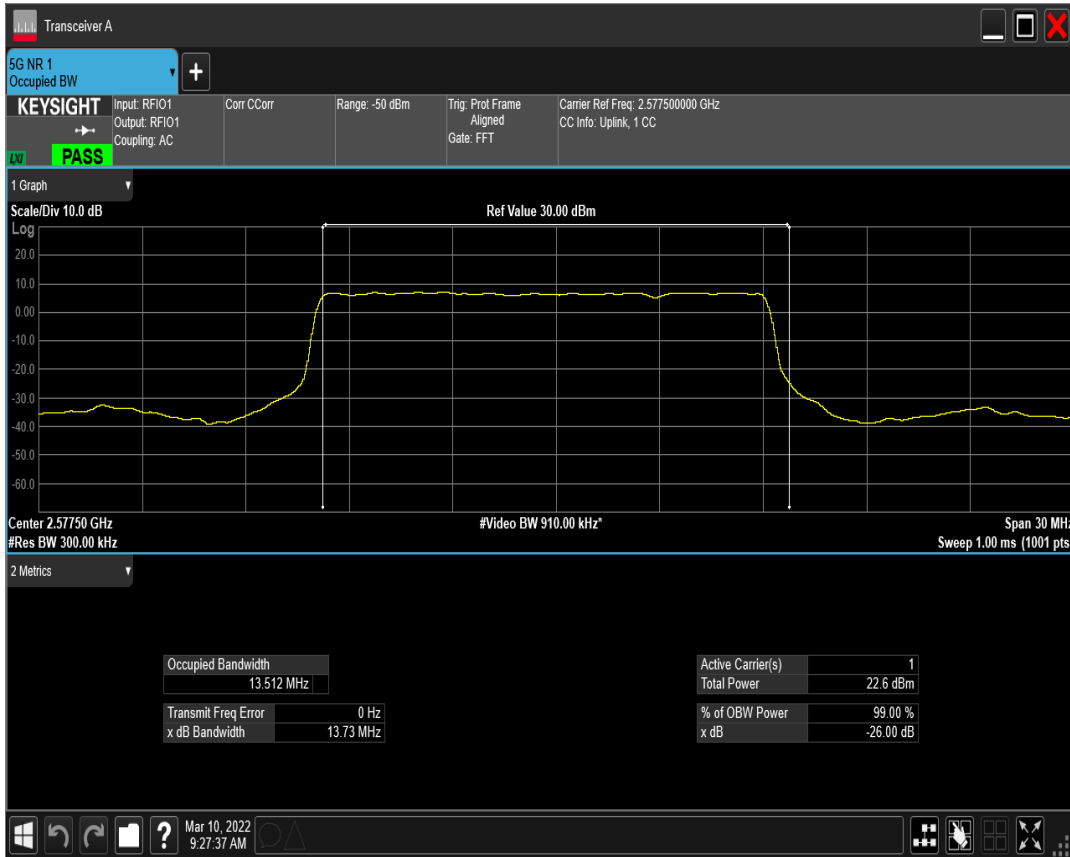 Transceiver A
5G NR 1
Occupied BW
KEYSIGHT
LXI
PASS
Input: RFIO1
Output: RFIO1
Coupling: AC
Corr CCorr
Range: -50 dBm
Trig: Prot Frame
Aligned
Gate: FFT
Carrier Ref Freq: 2.577500000 GHz
CC Info: Uplink, 1 CC
1 Graph
Scale/Div 10.0 dB
Ref Value 30.00 dBm
Log
20.0
10.0
0.00
-10.0
-20.0
-30.0
-40.0
-50.0
-60.0
Center 2.57750 GHz
#Video BW 910.00 kHz*
Span 30 MHz
#Res BW 300.00 kHz
Sweep 1.00 ms (1001 pts
2 Metrics
Occupied Bandwidth
13.512 MHz
Transmit Freq Error 0 Hz
x dB Bandwidth 13.73 MHz
Active Carrier(s) 1
Total Power 22.6 dBm
% of OBW Power 99.00 %
x dB -26.00 dB
?
Mar 10, 2022
9:27:37 AM